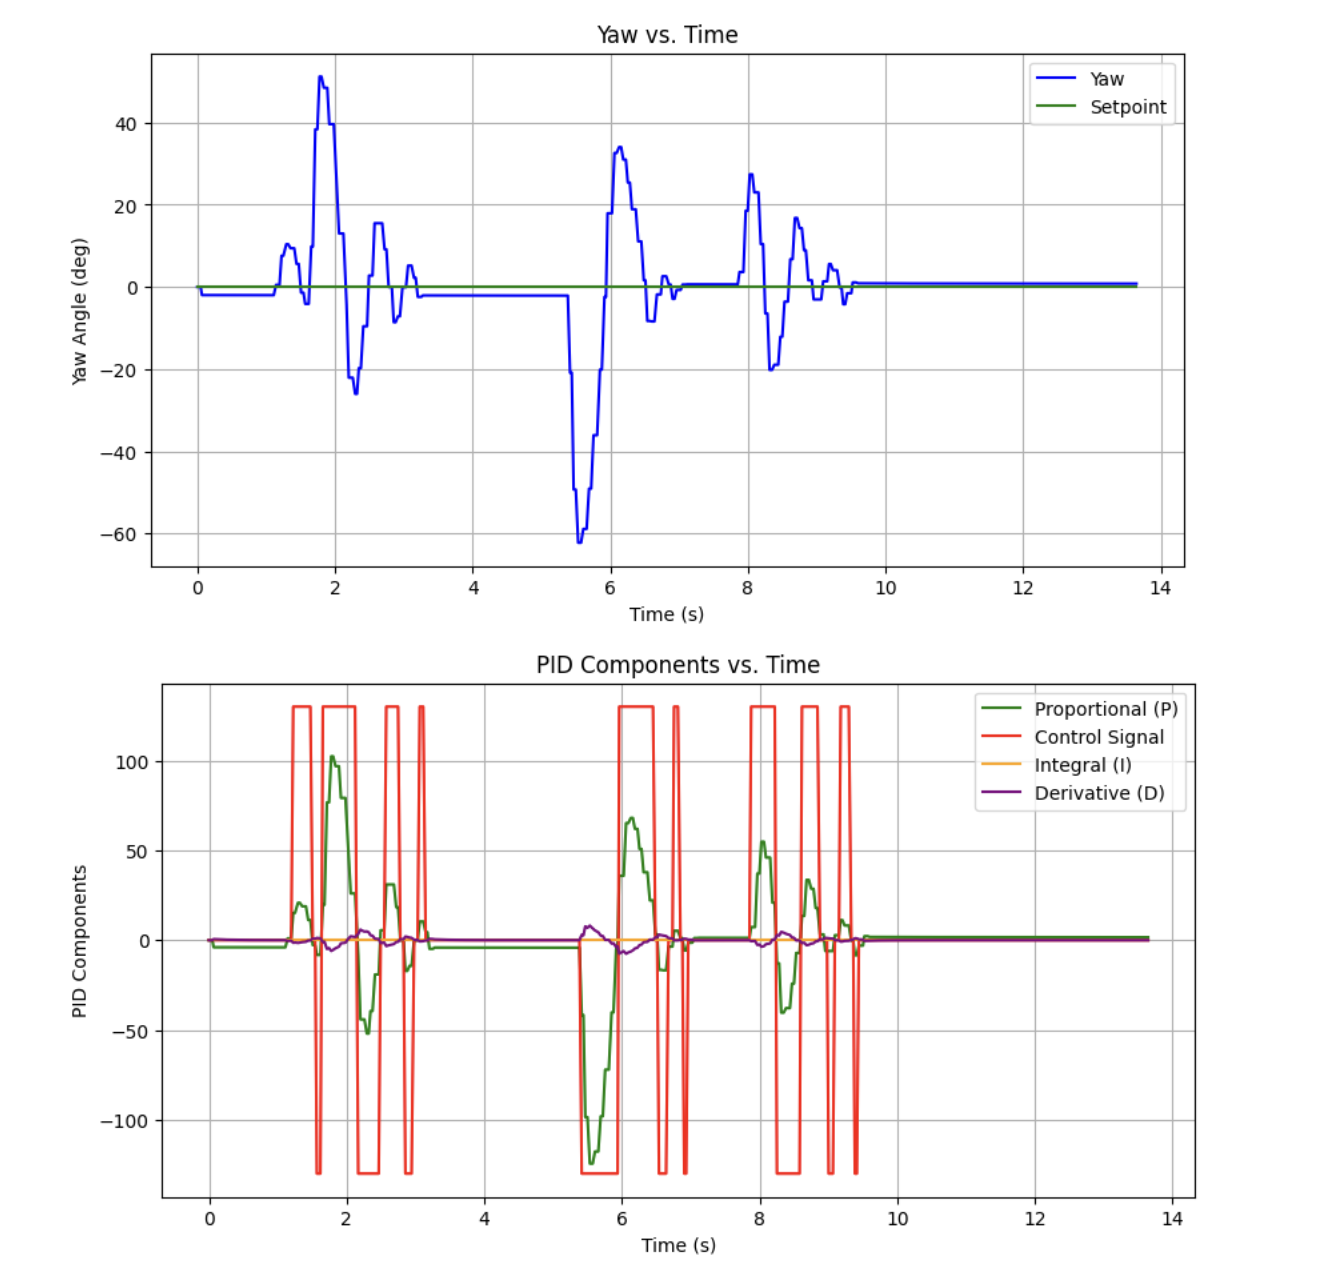 Yaw vs. Time
Yaw
Setpoint
40
20
0
−20
−40
−60
Yaw Angle (deg)
0 2 4 6 8 10 12 14
Time (s)
PID Components vs. Time
Proportional (P)
Control Signal
Integral (I)
Derivative (D)
100
50
0
−50
−100
PID Components
0 2 4 6 8 10 12 14
Time (s)